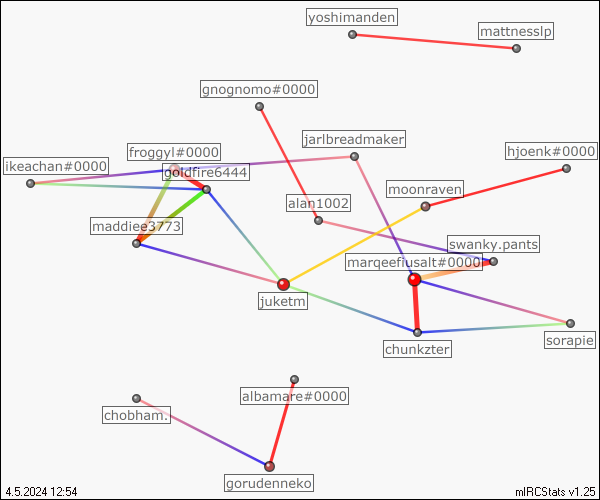 yoshimanden
mattnesslp
gnognomo#0000
jarlbreadmaker
froggyl#0000
hjoenk#0000
ikeachan#0000
goldfire6444
moonraven
alan1002
maddiee3773
swanky.pants
marqeefiusalt#0000
juketm
sorapie
chunkzter
albamare#0000
chobham.
gorudenneko
4.5.2024 12:54
mIRCStats v1.25